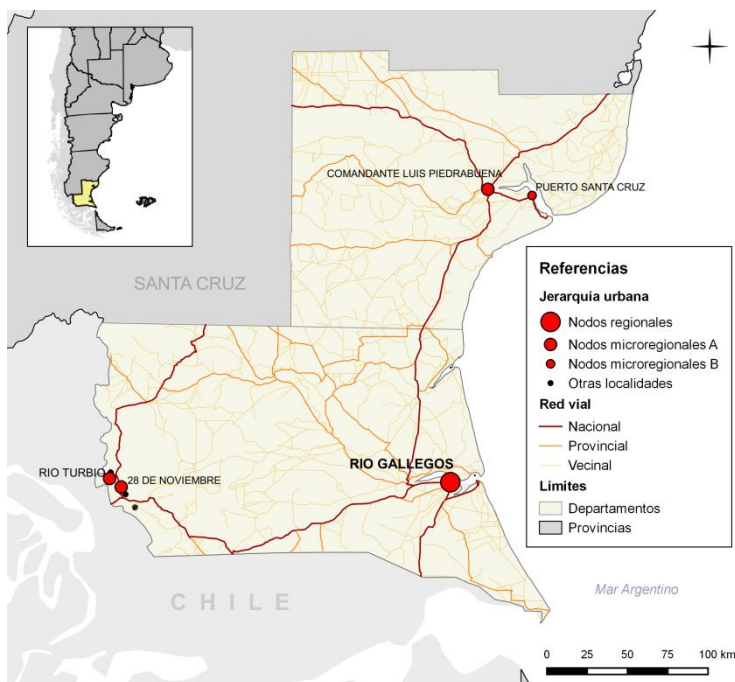 COMANDANTE LUIS PIEDRABUENA
PUERTO SANTA CRUZ
SANTA CRUZ
RIO TURBIO
28 DE NOVIEMBRE
RIO GALLEGOS
CHILE
Mar Argentino
Referencias
Jerarquía urbana
Nodos regionales
Nodos microregionales A
Nodos microregionales B
Otras localidades
Red vial
Nacional
Provincial
Vecinal
Límites
Departamentos
Provincias
0 25 50 75 100 km